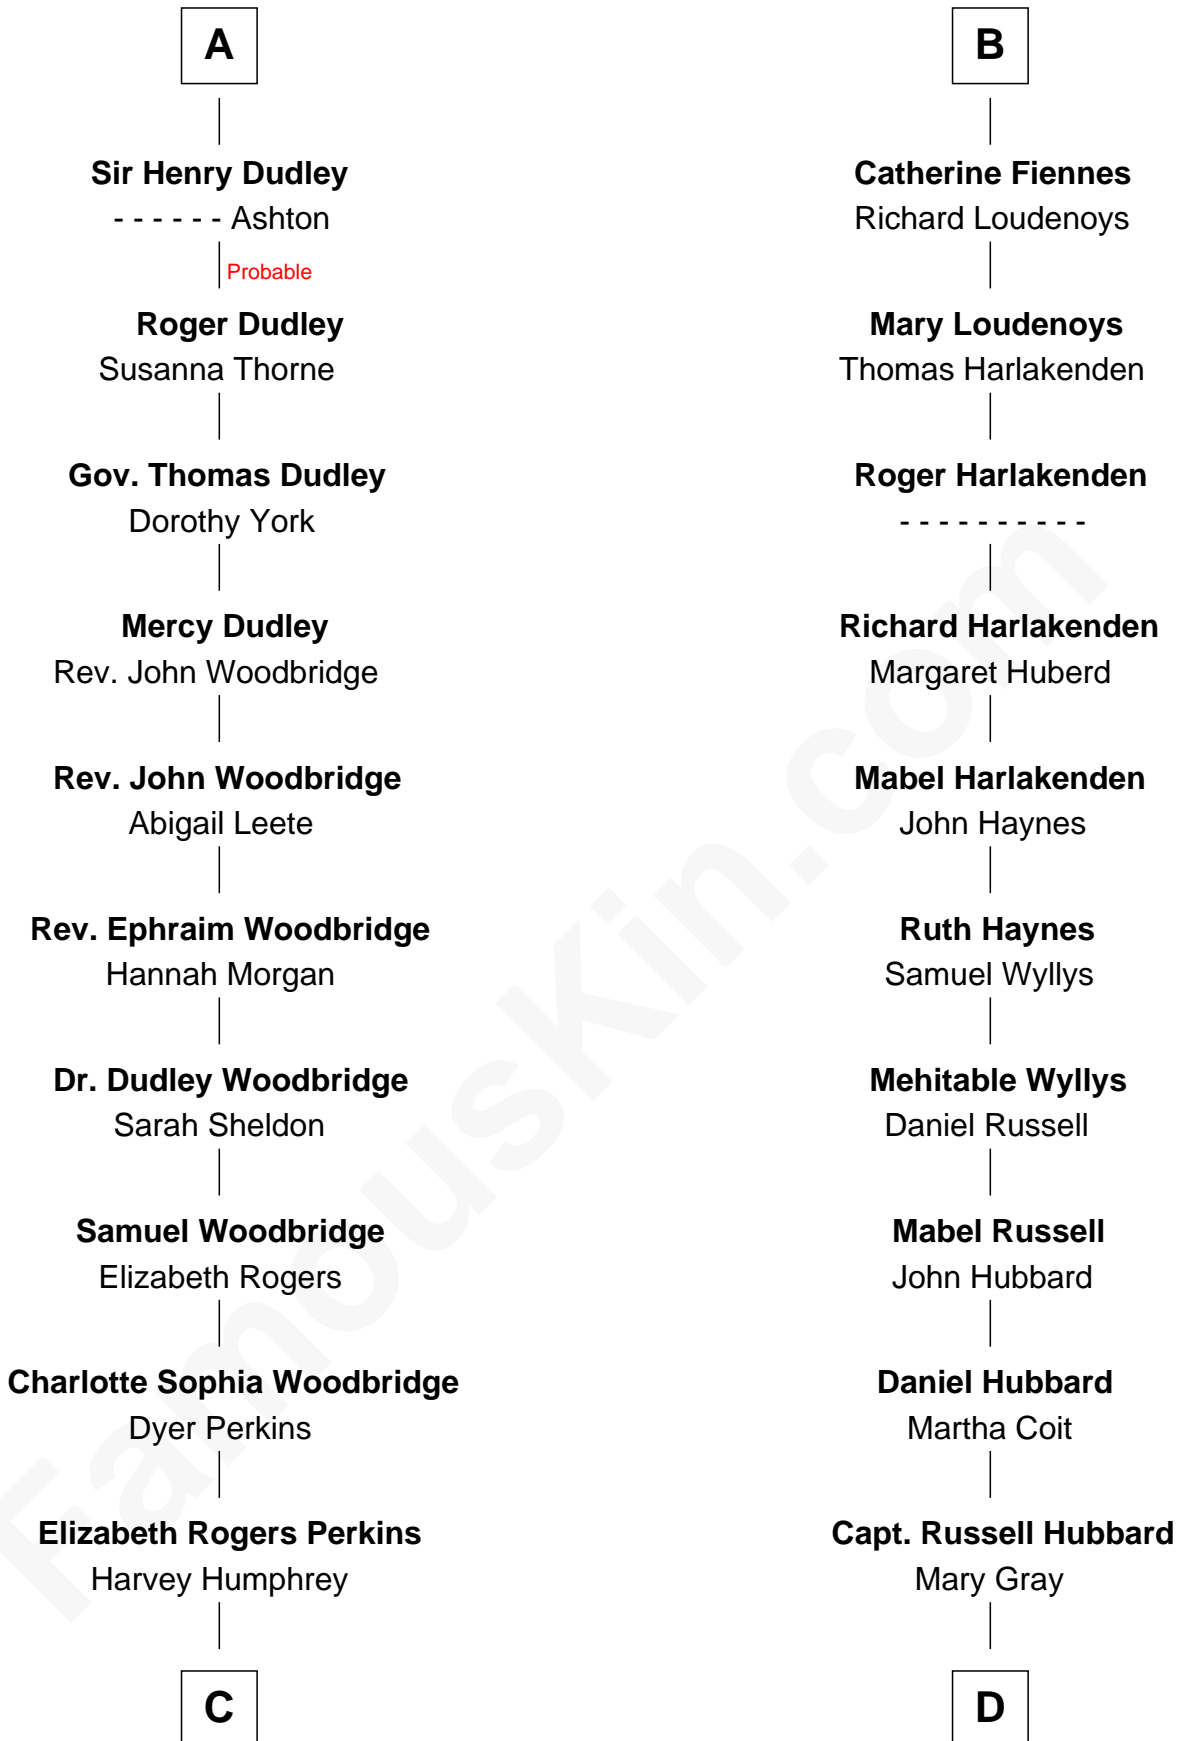 A
Sir Henry Dudley
- - - - - - Ashton
Probable
Roger Dudley
Susanna Thorne
Gov. Thomas Dudley
Dorothy York
Mercy Dudley
Rev. John Woodbridge
Rev. John Woodbridge
Abigail Leete
Rev. Ephraim Woodbridge
Hannah Morgan
Dr. Dudley Woodbridge
Sarah Sheldon
Samuel Woodbridge
Elizabeth Rogers
Charlotte Sophia Woodbridge
Dyer Perkins
Elizabeth Rogers Perkins
Harvey Humphrey
C
B
Catherine Fiennes
Richard Loudenoys
Mary Loudenoys
Thomas Harlakenden
Roger Harlakenden
- - - - - - - - - -
Richard Harlakenden
Margaret Huberd
Mabel Harlakenden
John Haynes
Ruth Haynes
Samuel Wyllys
Mehitable Wyllys
Daniel Russell
Mabel Russell
John Hubbard
Daniel Hubbard
Martha Coit
Capt. Russell Hubbard
Mary Gray
D
FamousKin.com